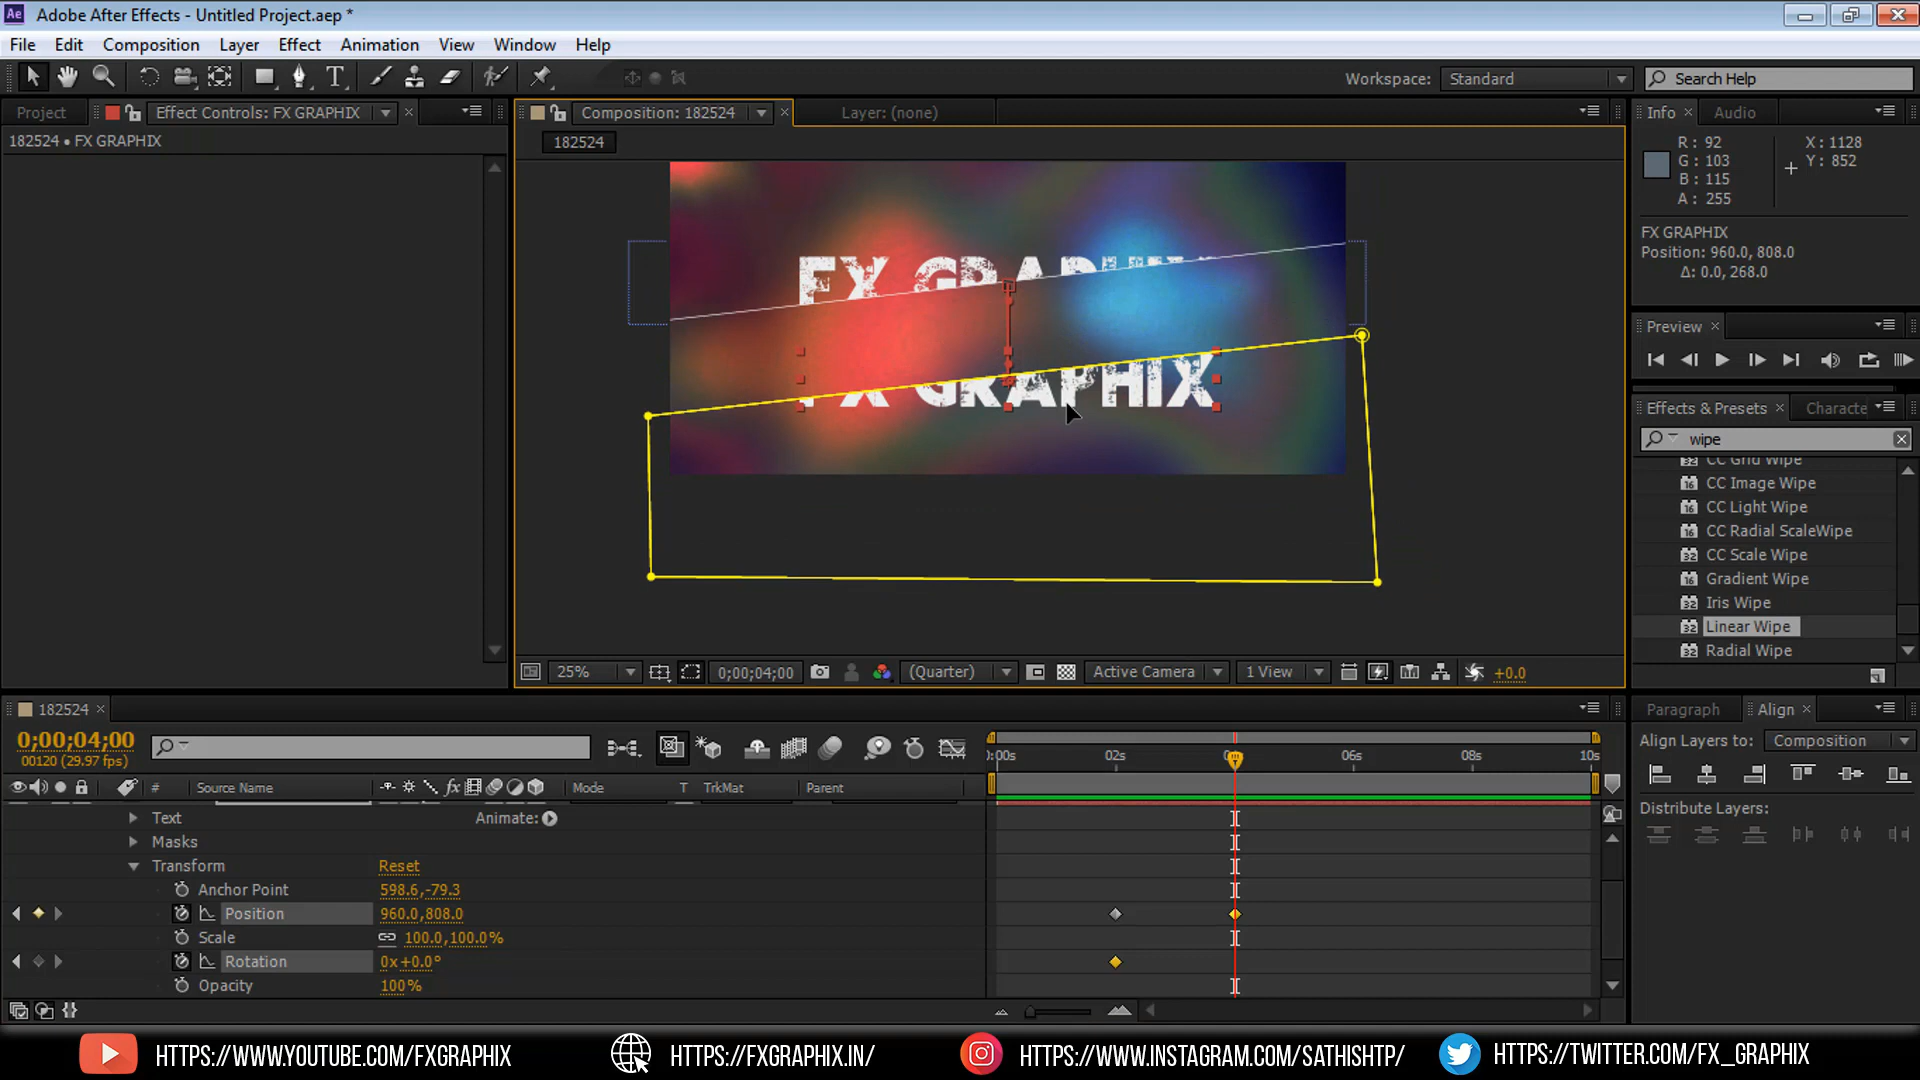 Adobe After Effects - Untitled Project.aep *
File Edit Composition Layer Effect Animation View Window Help
Workspace: Standard Search Help
Project Effect Controls: FX GRAPHIX Composition: 182524 Layer: (none) Info Audio
182524 • FX GRAPHIX
182524
R: 92 X: 1128
G: 103 Y: 852
B: 115
A: 255
FX GRAPHIX
Position: 960.0, 808.0
Δ: 0.0, 268.0
FX GRAPHIX
FX GRAPHIX
Preview
Effects & Presets Characte
wipe
CC Grid Wipe
CC Image Wipe
CC Light Wipe
CC Radial ScaleWipe
CC Scale Wipe
Gradient Wipe
Iris Wipe
Linear Wipe
Radial Wipe
25% 0;00;04;00 (Quarter) Active Camera 1 View +0.0
182524
Paragraph Align
0;00;04;00
00120 (29.97 fps)
:00s 02s 06s 08s 10s
Align Layers to: Composition
# Source Name Mode T TrkMat Parent
Distribute Layers:
Text Animate:
Masks
Transform Reset
Anchor Point 598.6,-79.3
Position 960.0,808.0
Scale 100.0,100.0%
Rotation 0x+0.0°
Opacity 100%
HTTPS://WWW.YOUTUBE.COM/FXGRAPHIX HTTPS://FXGRAPHIX.IN/ HTTPS://WWW.INSTAGRAM.COM/SATHISHTP/ HTTPS://TWITTER.COM/FX_GRAPHIX